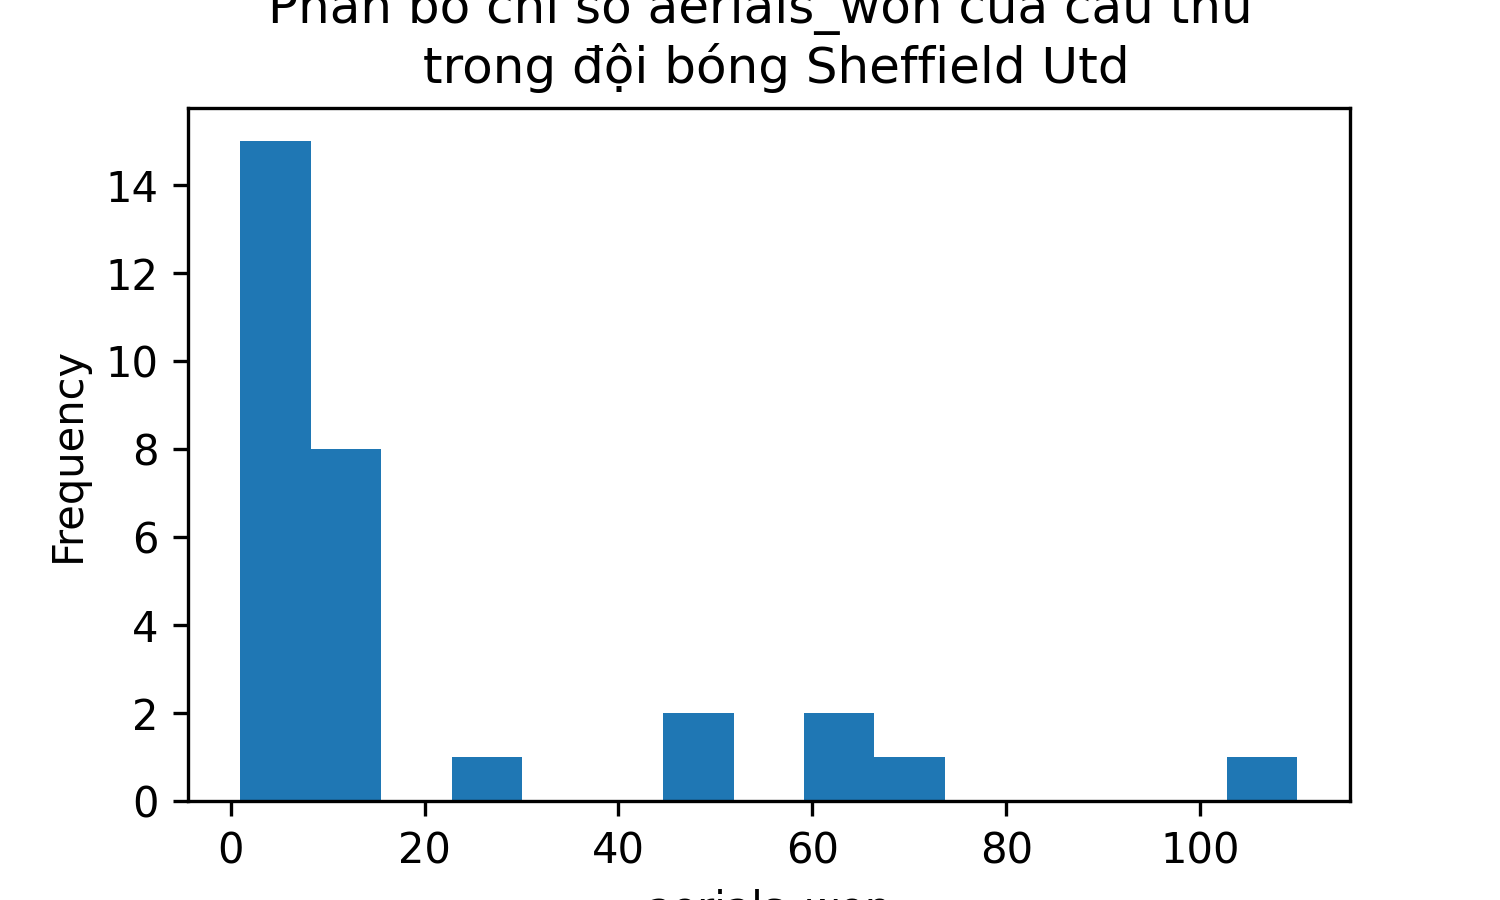 Phân bố chỉ số aerials_won của cầu thủ
trong đội bóng Sheffield Utd
Frequency
14
12
10
8
6
4
2
0
0 20 40 60 80 100
aerials_won